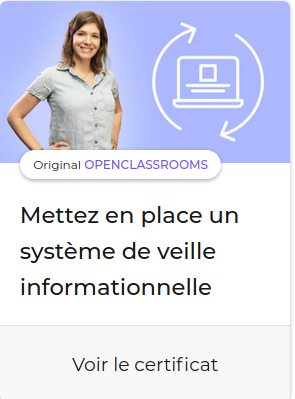 Original OPENCLASSROOMS
Mettez en place un
système de veille
informationnelle
Voir le certificat